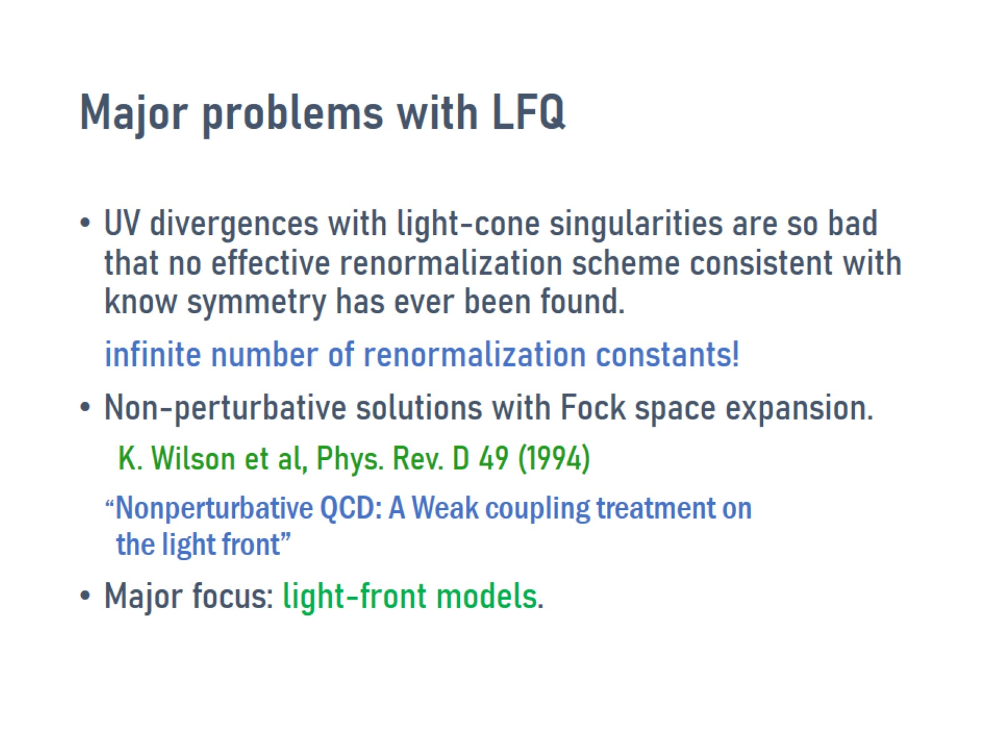 Major problems with LFQ
• UV divergences with light-cone singularities are so bad
that no effective renormalization scheme consistent with
know symmetry has ever been found.
infinite number of renormalization constants!
• Non-perturbative solutions with Fock space expansion.
K. Wilson et al, Phys. Rev. D 49 (1994)
“Nonperturbative QCD: A Weak coupling treatment on
the light front”
• Major focus: light-front models.